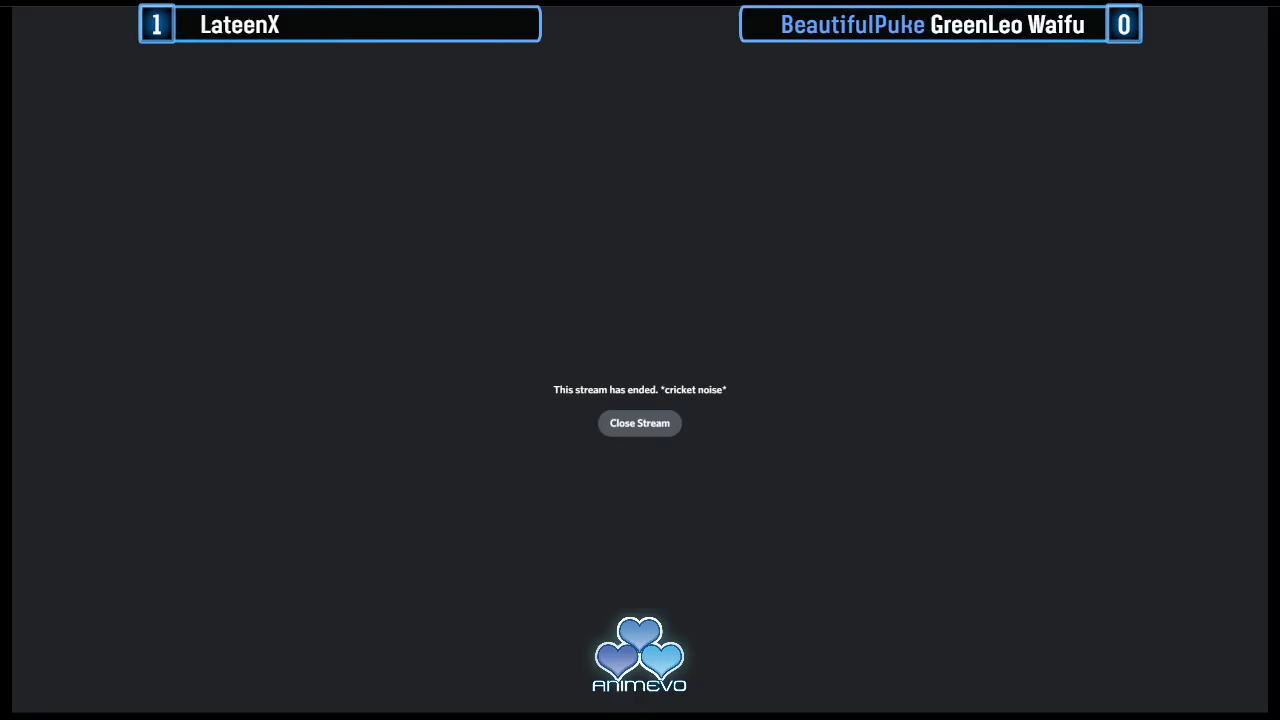 1 LateenX BeautifulPuke GreenLeo Waifu 0
This stream has ended. *cricket noise*
Close Stream
ANIMEVO